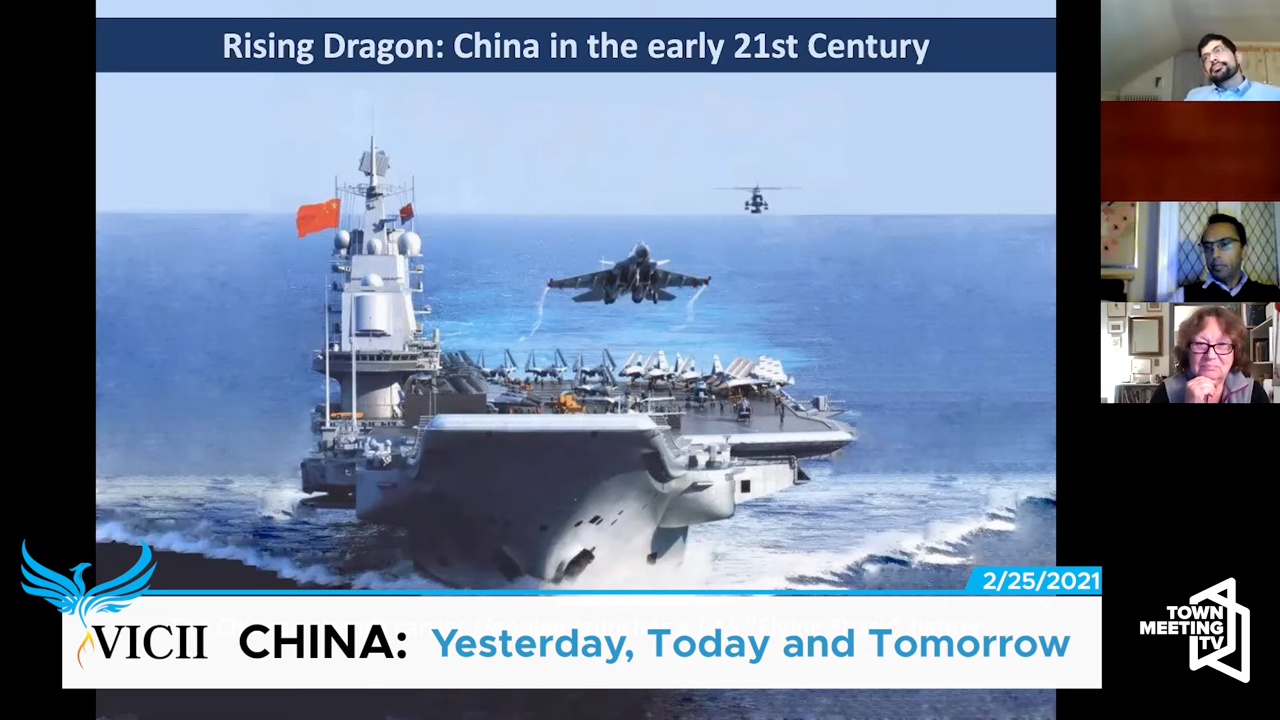 Rising Dragon: China in the early 21st Century
2/25/2021
VICII
CHINA: Yesterday, Today and Tomorrow
TOWN
MEETING
TV